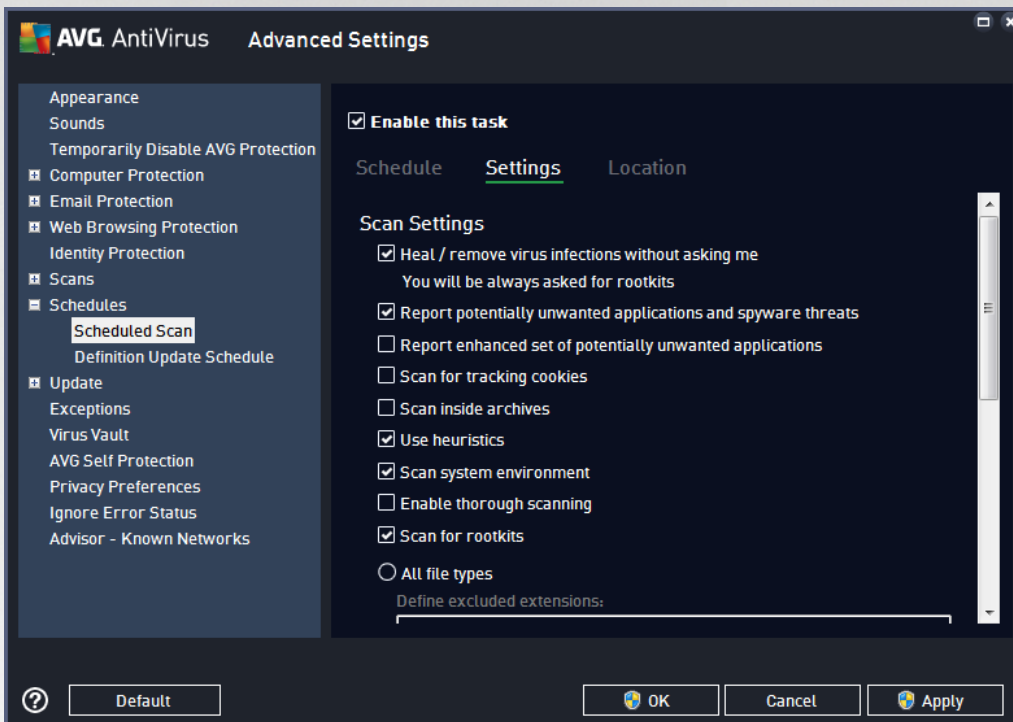 AVG. AntiVirus Advanced Settings
Appearance
Sounds
Temporarily Disable AVG Protection
Computer Protection
Email Protection
Web Browsing Protection
Identity Protection
Scans
Schedules
Scheduled Scan
Definition Update Schedule
Update
Exceptions
Virus Vault
AVG Self Protection
Privacy Preferences
Ignore Error Status
Advisor - Known Networks
Enable this task
Schedule Settings Location
Scan Settings
Heal / remove virus infections without asking me
You will be always asked for rootkits
Report potentially unwanted applications and spyware threats
Report enhanced set of potentially unwanted applications
Scan for tracking cookies
Scan inside archives
Use heuristics
Scan system environment
Enable thorough scanning
Scan for rootkits
All file types
Define excluded extensions:
? Default OK Cancel Apply